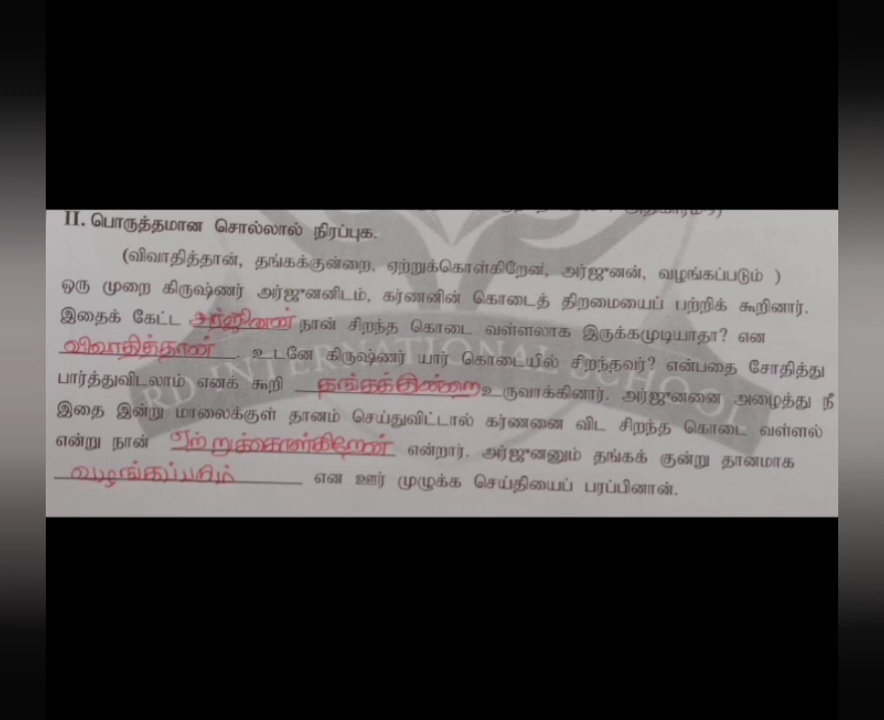 II. பொருத்தமான சொல்லால் நிரப்புக.
(விவாதித்தான், தங்கக்குன்றை, ஏற்றுக்கொள்கிறேன், அர்ஜுனன், வழங்கப்படும் )
ஒரு முறை கிருஷ்ணர் அர்ஜுனனிடம், கர்ணனின் கொடைத் திறமையைப் பற்றிக் கூறினார்.
இதைக் கேட்ட அர்ஜுனன் நான் சிறந்த கொடை வள்ளலாக இருக்கமுடியாதா? என
விவாதித்தான். உடனே கிருஷ்ணர் யார் கொடையில் சிறந்தவர்? என்பதை சோதித்து
பார்த்துவிடலாம் எனக் கூறி தங்கக்குன்றை உருவாக்கினார். அர்ஜுனனை அழைத்து நீ
இதை இன்று மாலைக்குள் தானம் செய்துவிட்டால் கர்ணனை விட சிறந்த கொடை வள்ளல்
என்று நான் ஏற்றுக்கொள்கிறேன் என்றார். அர்ஜுனனும் தங்கக் குன்று தானமாக
வழங்கப்படும் என ஊர் முழுக்க செய்தியைப் பரப்பினான்.
RD INTERNATIONAL SCHOOL